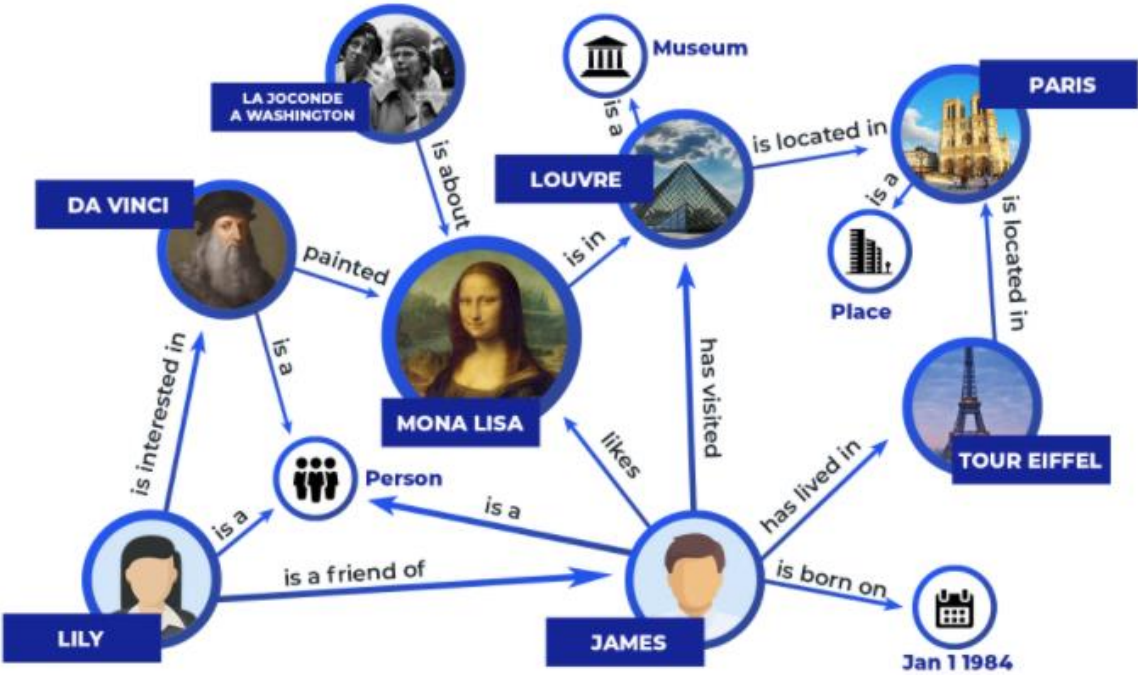 Museum
PARIS
LA JOCONDE
A WASHINGTON
is a
is located in
LOUVRE
is about
is a
DA VINCI
is in
is located in
painted
Place
is a
is interested in
has visited
MONA LISA
likes
TOUR EIFFEL
Person
has lived in
is a
is a
is a friend of
is born on
LILY
JAMES
Jan 1 1984